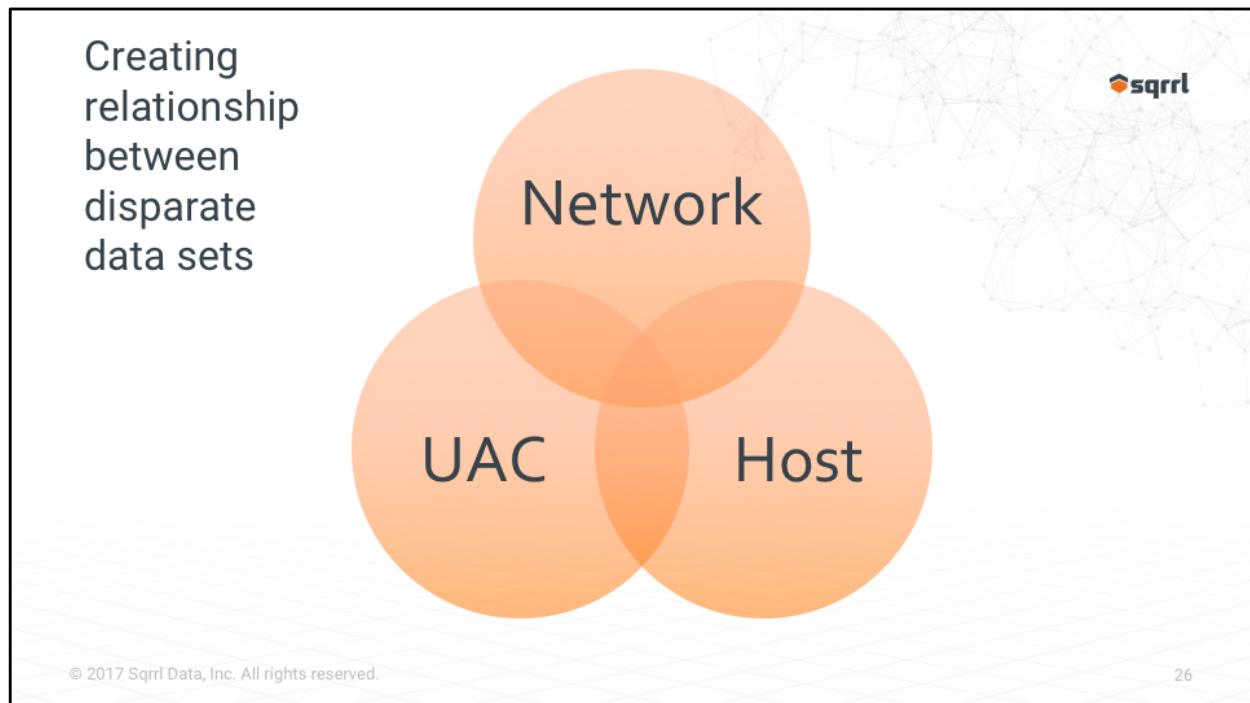 Creating
relationship
between
disparate
data sets
sqrrl
Network
UAC
Host
© 2017 Sqrrl Data, Inc. All rights reserved.
26